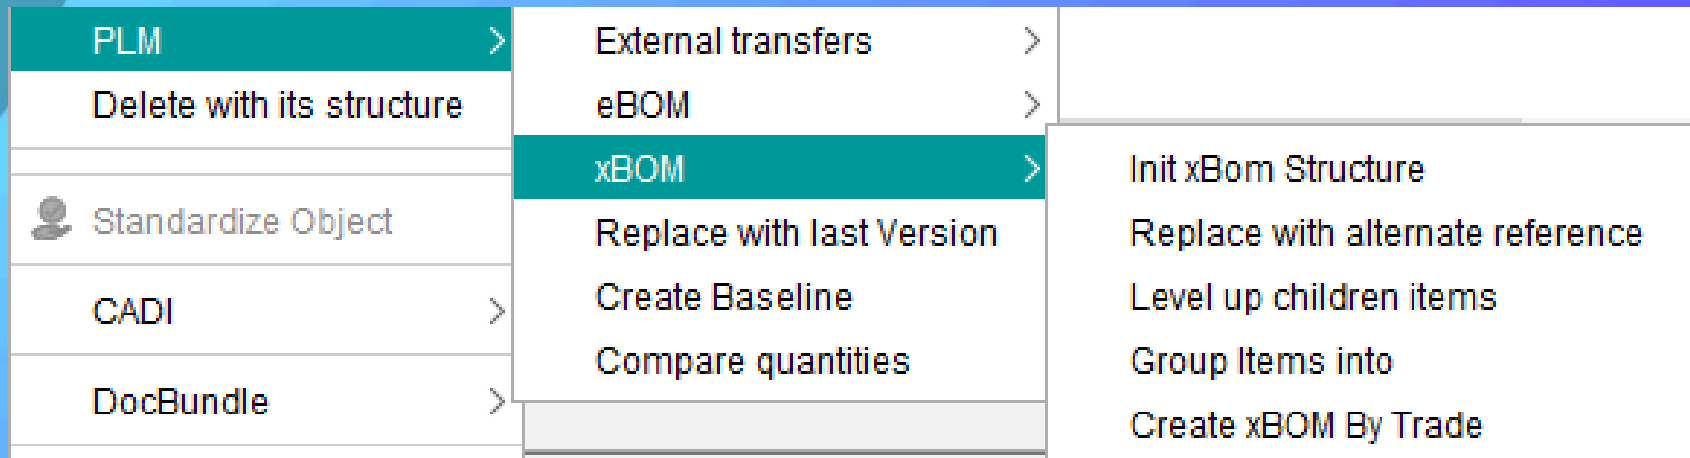 PLM
Delete with its structure
Standardize Object
CADI
DocBundle
External transfers
eBOM
xBOM
Replace with last Version
Create Baseline
Compare quantities
Init xBom Structure
Replace with alternate reference
Level up children items
Group Items into
Create xBOM By Trade